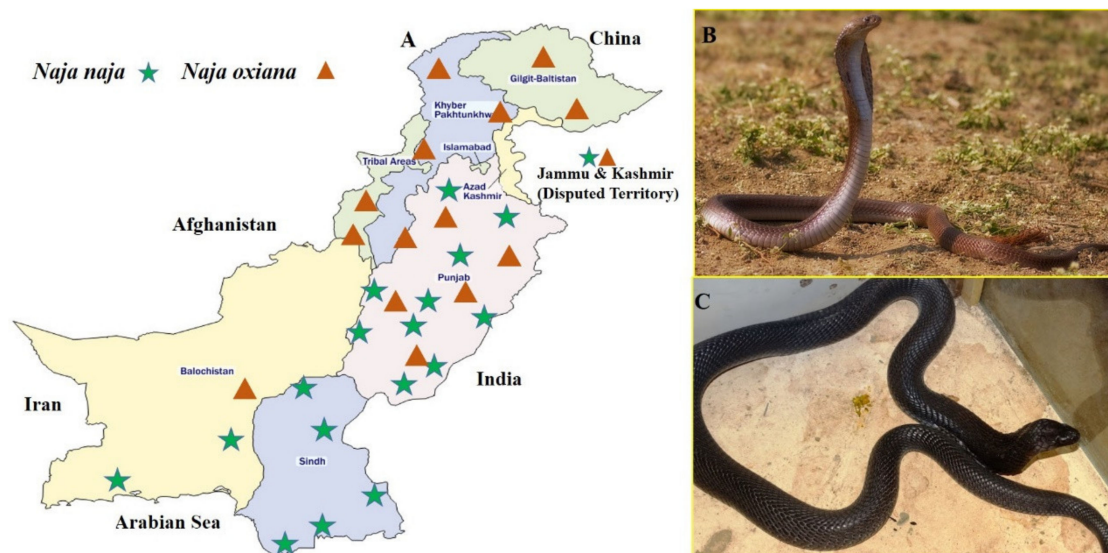 A
China
B
Naja naja
Naja oxiana
Gilgit-Baltistan
Khyber
Pakhtunkhw
Islamabad
Tribal Areas
Azad
Kashmir
Jammu & Kashmir
(Disputed Territory)
Afghanistan
Punjab
C
Balochistan
India
Iran
Sindh
Arabian Sea